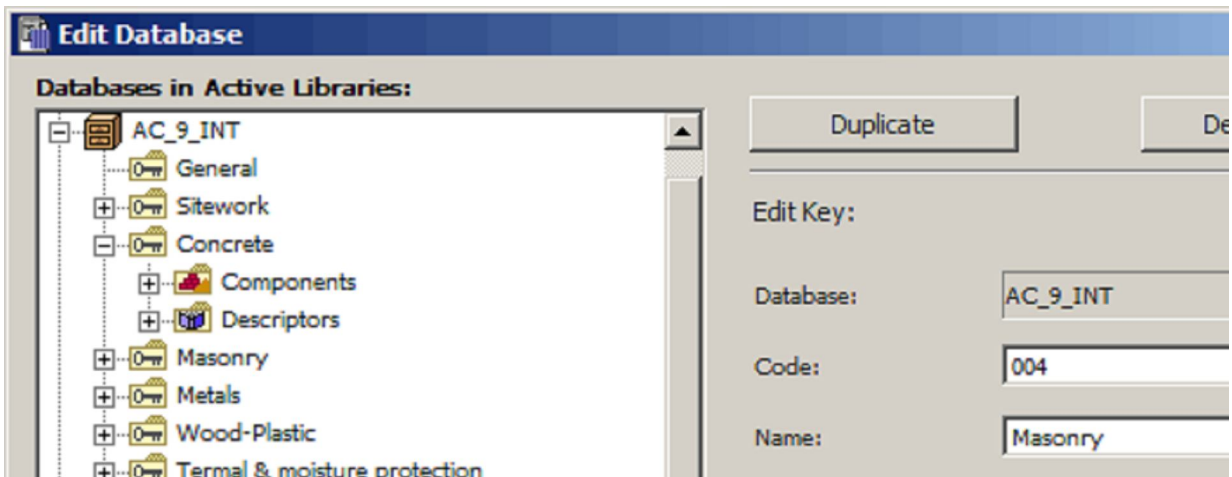 Edit Database
Databases in Active Libraries:
AC_9_INT
General
Sitework
Concrete
Components
Descriptors
Masonry
Metals
Wood-Plastic
Termal & moisture protection
Duplicate
De
Edit Key:
Database: AC_9_INT
Code: 004
Name: Masonry